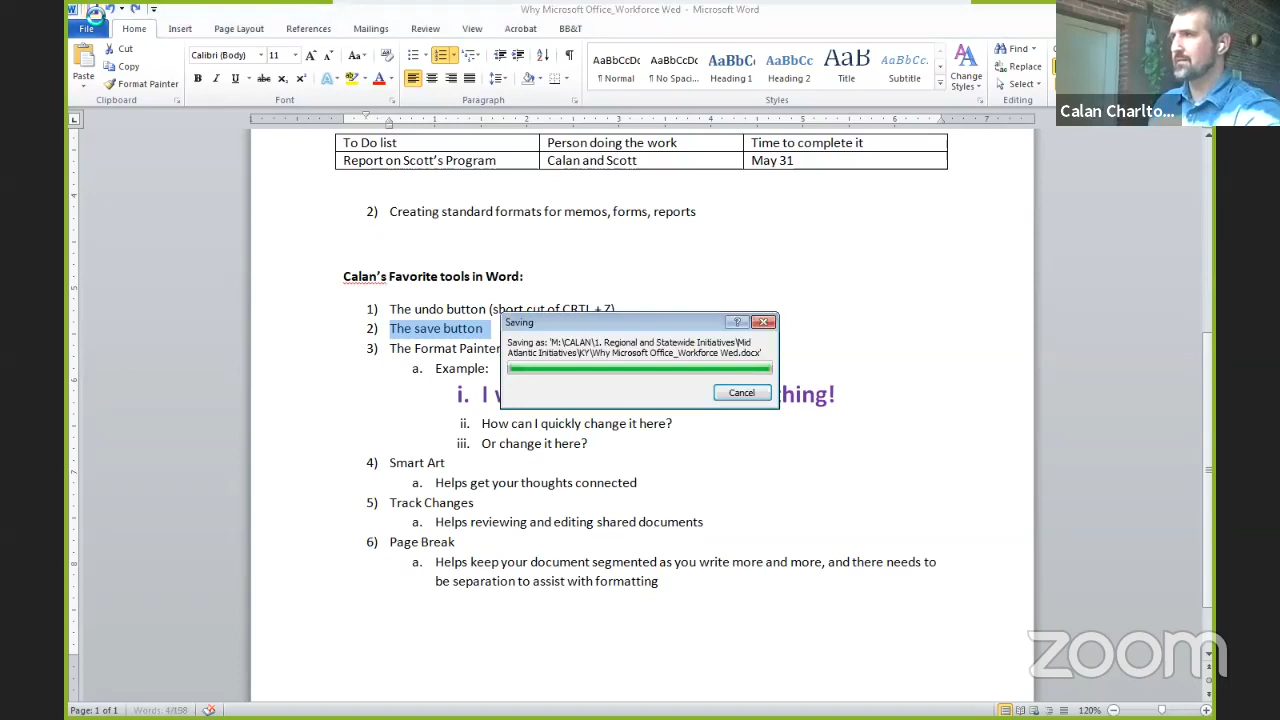 Why Microsoft Office_Workforce Wed - Microsoft Word
File Home Insert Page Layout References Mailings Review View Acrobat BB&T
Paste
Cut
Copy
Format Painter
Clipboard
Calibri (Body) 11
Font
Paragraph
AaBbCcDc AaBbCcDc AaBbCc AaBbCc AaB AaBbCc.
¶ Normal ¶ No Spaci... Heading 1 Heading 2 Title Subtitle
Change Styles
Styles
Find
Replace
Select
Editing
Calan Charlto...
To Do list Person doing the work Time to complete it
Report on Scott's Program Calan and Scott May 31
2) Creating standard formats for memos, forms, reports
Calan's Favorite tools in Word:
1) The undo button (short cut of CRTL + Z)
2) The save button
3) The Format Painter
a. Example:
i. I w
thing!
ii. How can I quickly change it here?
iii. Or change it here?
4) Smart Art
a. Helps get your thoughts connected
5) Track Changes
a. Helps reviewing and editing shared documents
6) Page Break
a. Helps keep your document segmented as you write more and more, and there needs to
be separation to assist with formatting
Saving
Saving as: 'M:\CALAN\1. Regional and Statewide Initiatives\Mid
Atlantic Initiatives\KY\Why Microsoft Office_Workforce Wed.docx'
Cancel
zoom
Page: 1 of 1 Words: 4/198 120%